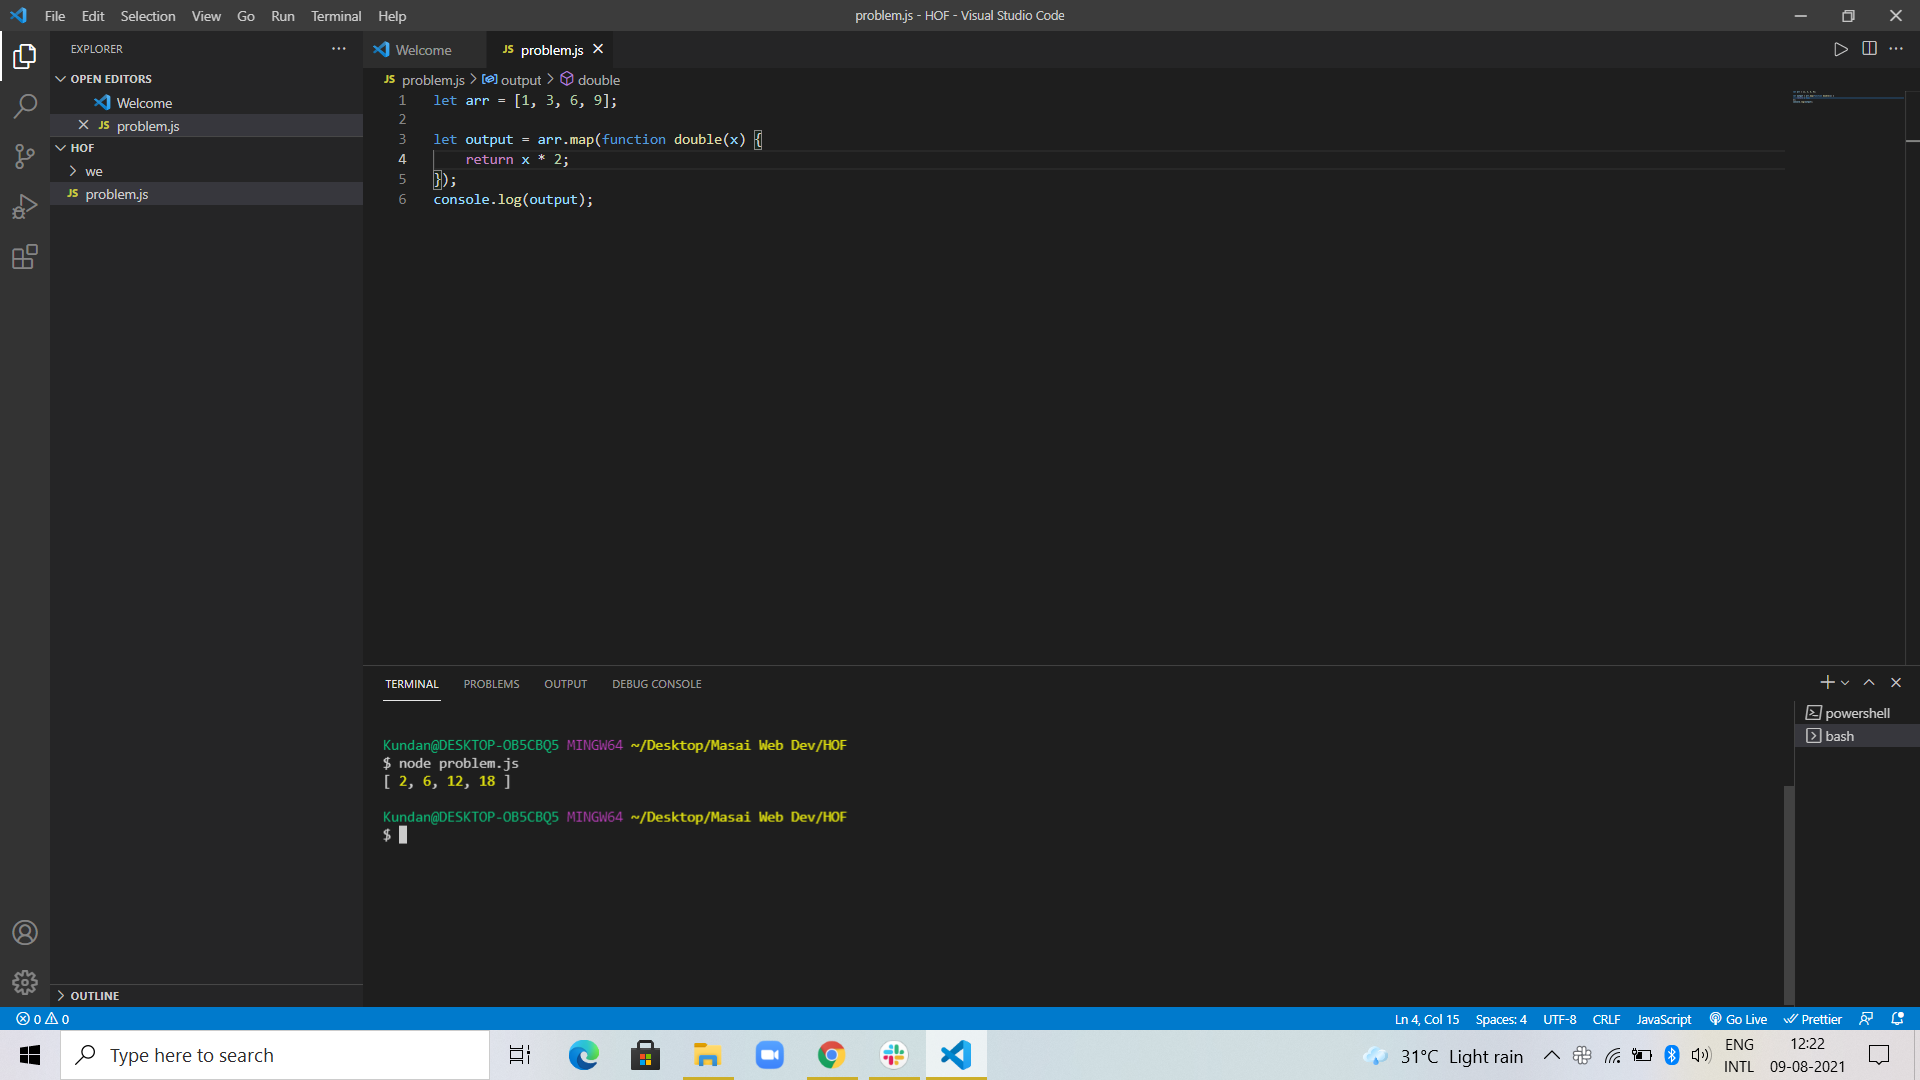 File Edit Selection View Go Run Terminal Help
problem.js - HOF - Visual Studio Code
EXPLORER
OPEN EDITORS
Welcome
JS problem.js
HOF
we
JS problem.js
OUTLINE
Welcome
JS problem.js
JS problem.js > output > double
1 let arr = [1, 3, 6, 9];
2
3 let output = arr.map(function double(x) {
4 return x * 2;
5 });
6 console.log(output);
TERMINAL PROBLEMS OUTPUT DEBUG CONSOLE
powershell
bash
Kundan@DESKTOP-OB5CBQ5 MINGW64 ~/Desktop/Masai Web Dev/HOF
$ node problem.js
[ 2, 6, 12, 18 ]
Kundan@DESKTOP-OB5CBQ5 MINGW64 ~/Desktop/Masai Web Dev/HOF
$
0 0
Ln 4, Col 15 Spaces: 4 UTF-8 CRLF JavaScript Go Live Prettier
Type here to search
31°C Light rain
ENG
INTL
12:22
09-08-2021